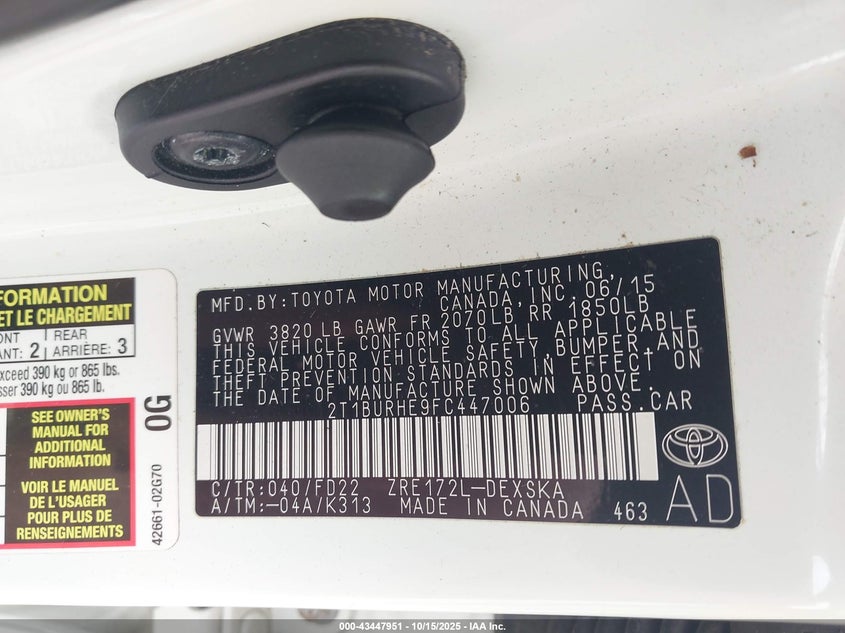 FORMATION
ET LE CHARGEMENT
REAR
2 ARRIÈRE: 3
exceed 390 kg or 865 lbs.
390 kg ou 865 lb.
SEE OWNER'S
MANUAL FOR
ADDITIONAL
INFORMATION
VOIR LE MANUEL
DE L'USAGER
POUR PLUS DE
RENSEIGNEMENTS
0G
42661-02G70
MFD.BY:TOYOTA MOTOR MANUFACTURING,
CANADA,INC. 06/15
GVWR 3820LB GAWR FR 2070LB RR 1850LB
THIS VEHICLE CONFORMS TO ALL APPLICABLE
FEDERAL MOTOR VEHICLE SAFETY,BUMPER,AND
THEFT PREVENTION STANDARDS IN EFFECT ON
THE DATE OF MANUFACTURE SHOWN ABOVE.
2T1BURHE9FC447006 PASS.CAR
C/TR:040/FD22 ZRE172L-DEXSKA
A/TM:-04A/K313 MADE IN CANADA 463
AD
000-43447951 - 10/15/2025 - IAA Inc.